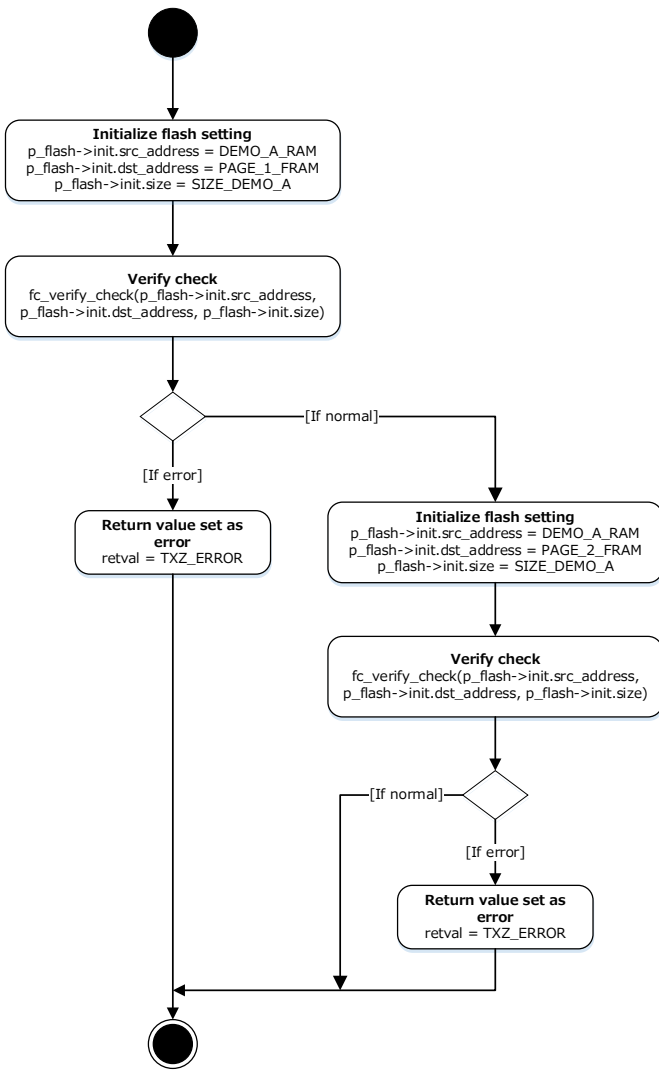 Initialize flash setting
p_flash->init.src_address = DEMO_A_RAM
p_flash->init.dst_address = PAGE_1_FRAM
p_flash->init.size = SIZE_DEMO_A
Verify check
fc_verify_check(p_flash->init.src_address,
p_flash->init.dst_address, p_flash->init.size)
[If normal]
[If error]
Return value set as
error
retval = TXZ_ERROR
Initialize flash setting
p_flash->init.src_address = DEMO_A_RAM
p_flash->init.dst_address = PAGE_2_FRAM
p_flash->init.size = SIZE_DEMO_A
Verify check
fc_verify_check(p_flash->init.src_address,
p_flash->init.dst_address, p_flash->init.size)
[If normal]
[If error]
Return value set as
error
retval = TXZ_ERROR